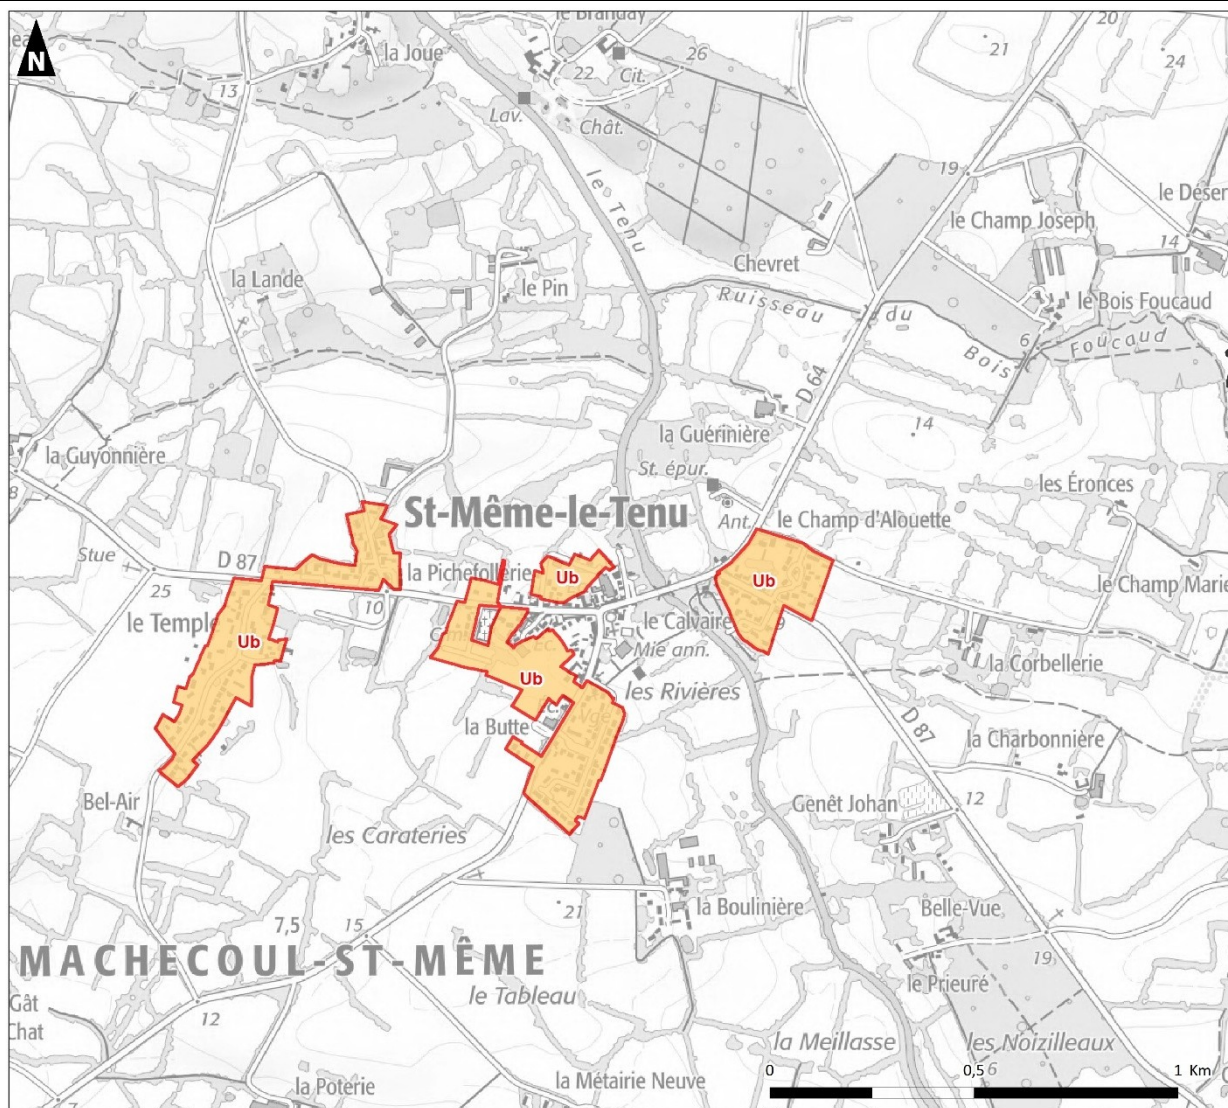 N
le Branday
20
la Joue
26
21
22
Cit.
24
13
Lav.
Chât.
le Tenu
19
le Champ Joseph
14
Chevret
la Lande
le Pin
Ruisseau du Bois Foucaud
le Bois Foucaud
6
D 64
14
la Guérinière
la Guyonnière
St. épur.
8
les Éronces
St-Même-le-Tenu
Ant.
le Champ d'Alouette
Stue
D 87
la Pichefollerie
Ub
Ub
25
10
le Champ Marie
le Temple
Ub
le Calvaire
Mie ann.
la Corbellerie
Ub
les Rivières
la Butte
D 87
la Charbonnière
Bel-Air
Genêt Johan
12
les Carateries
21
la Boulinière
Belle-Vue
7,5
15
MACHECOUL-ST-MÊME
19
le Prieuré
le Tableau
Gât
Chat
12
la Meillasse
les Noizilleaux
6
0
0,5
1 Km
la Poterie
la Métairie Neuve
7